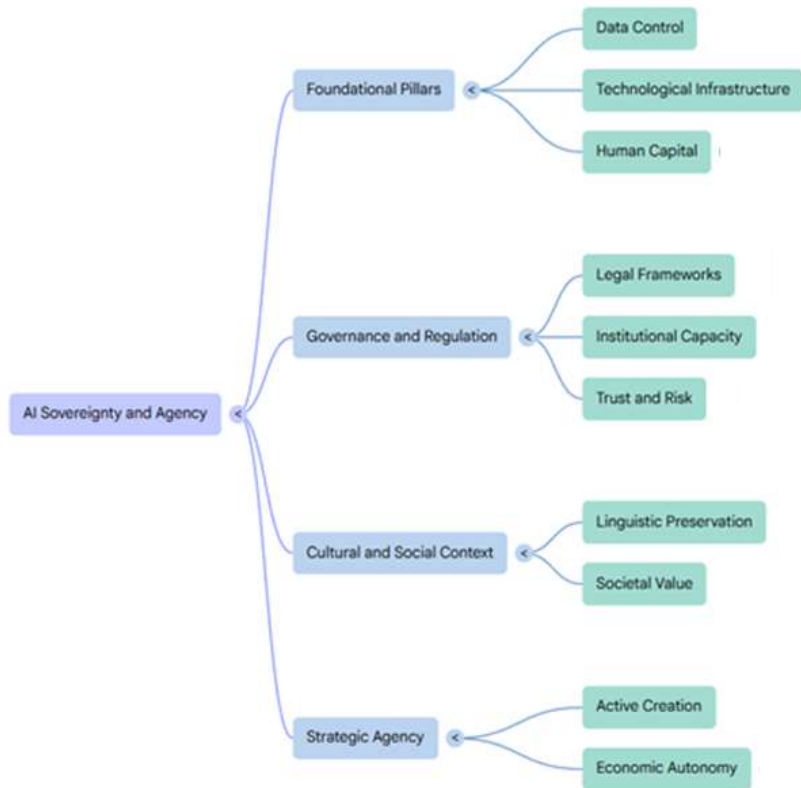 AI Sovereignty and Agency
Foundational Pillars
Data Control
Technological Infrastructure
Human Capital
Governance and Regulation
Legal Frameworks
Institutional Capacity
Trust and Risk
Cultural and Social Context
Linguistic Preservation
Societal Value
Strategic Agency
Active Creation
Economic Autonomy